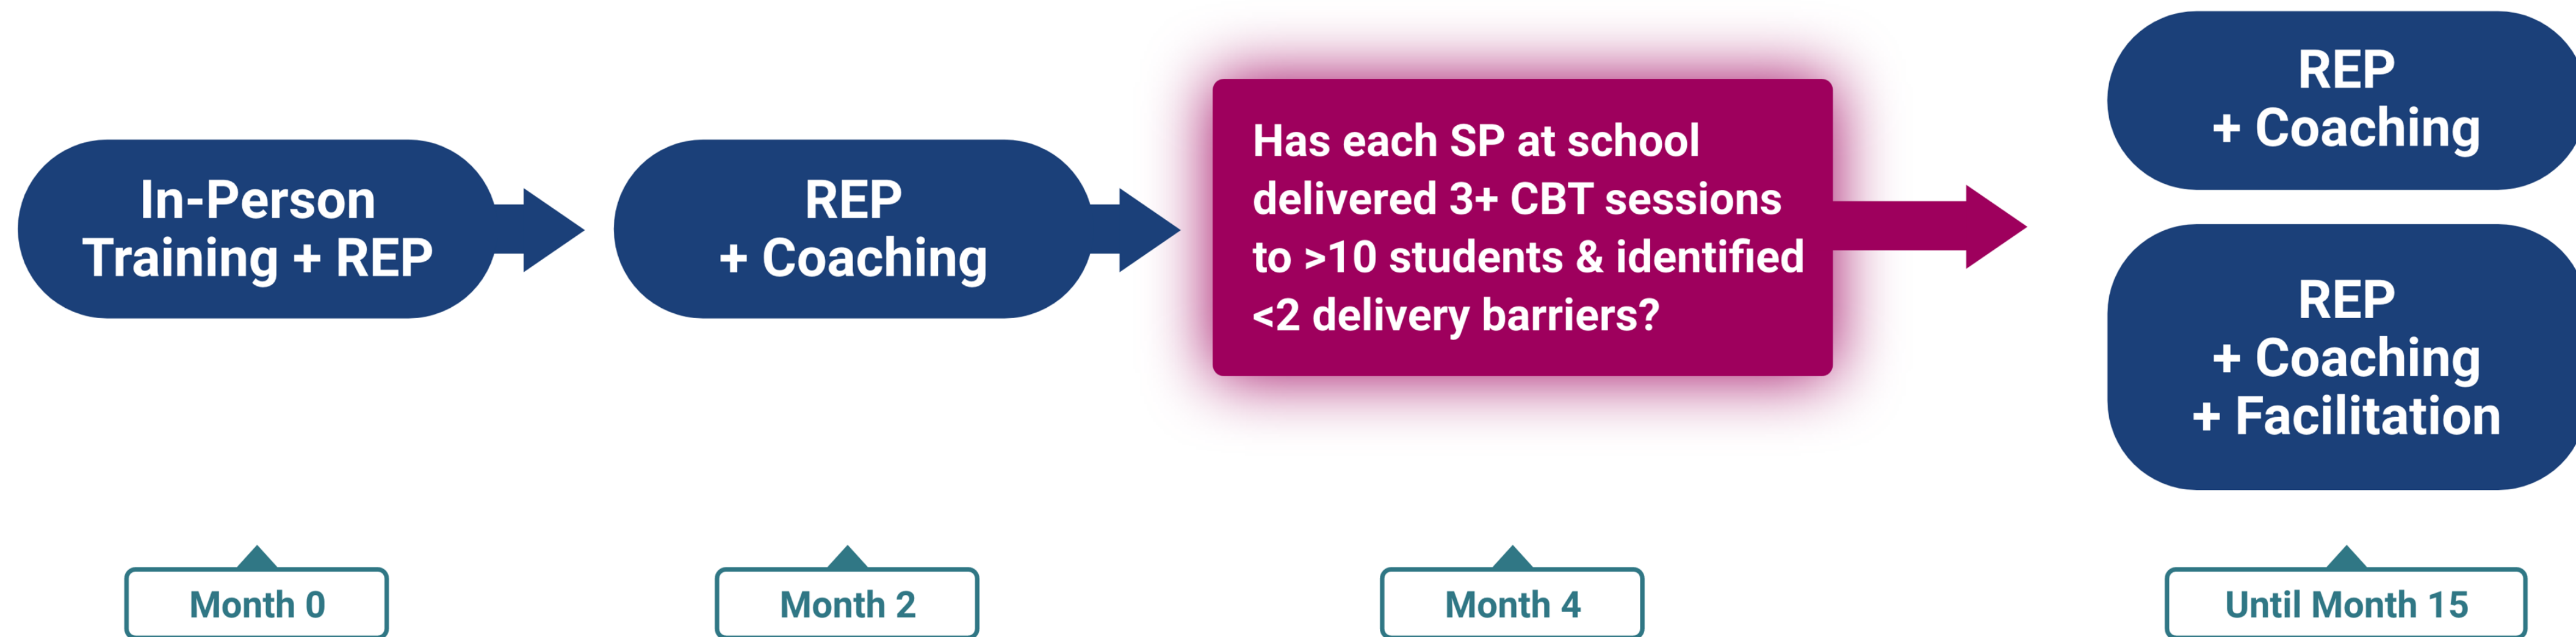 In-Person
Training + REP
REP
+ Coaching
Has each SP at school
delivered 3+ CBT sessions
to >10 students & identified
<2 delivery barriers?
REP
+ Coaching
REP
+ Coaching
+ Facilitation
Month 0
Month 2
Month 4
Until Month 15